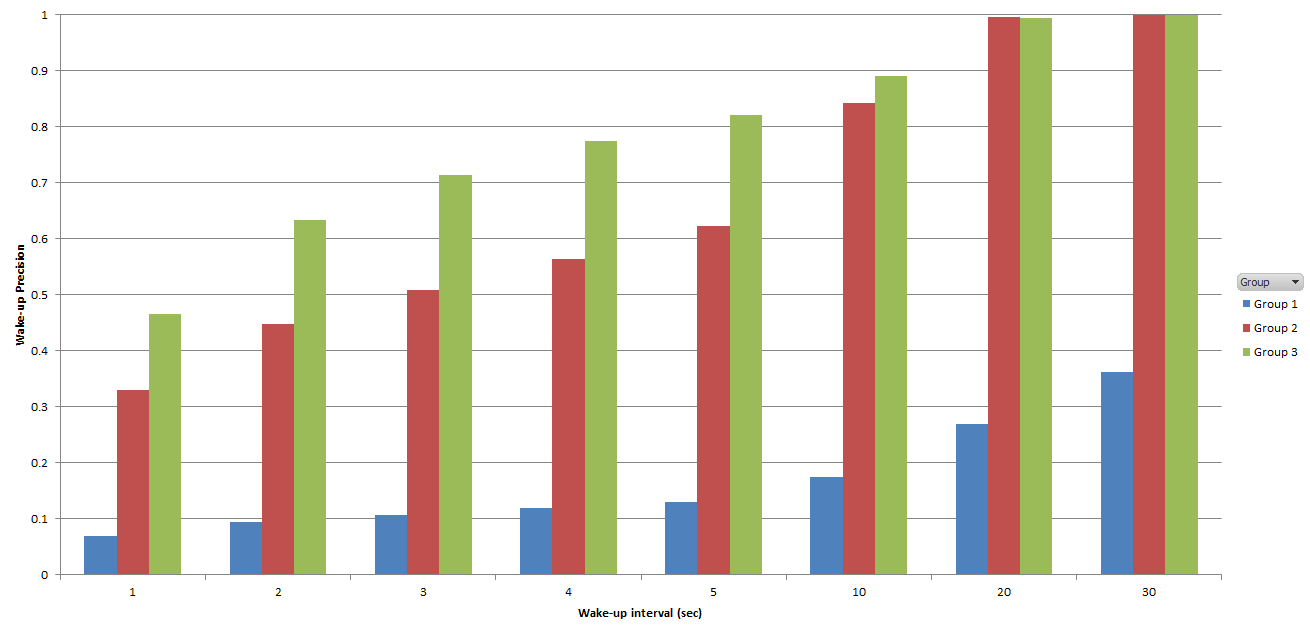 1
0.9
0.8
0.7
0.6
0.5
0.4
0.3
0.2
0.1
0
Wake-up Precision
1 2 3 4 5 10 20 30
Wake-up interval (sec)
Group
Group 1
Group 2
Group 3